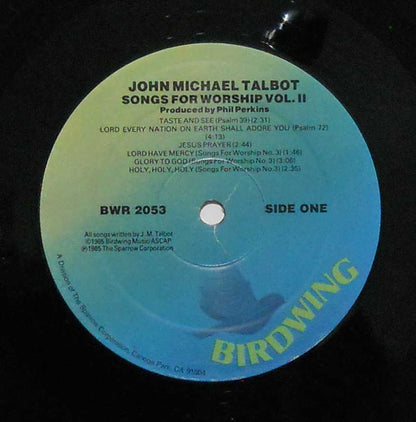 JOHN MICHAEL TALBOT
SONGS FOR WORSHIP VOL. II
Produced by Phil Perkins
TASTE AND SEE (Psalm 39) (2:31)
LORD EVERY NATION ON EARTH SHALL ADORE YOU (Psalm 72)
(4:13)
JESUS PRAYER (2:44)
LORD HAVE MERCY (Songs For Worship No. 3) (1:46)
GLORY TO GOD (Songs For Worship No. 3) (3:06)
HOLY, HOLY, HOLY (Songs For Worship No. 3) (2:35)
BWR 2053
SIDE ONE
All songs written by J. M. Talbot
©1985 Birdwing Music/ASCAP
℗1985 The Sparrow Corporation
BIRDWING
A Division of The Sparrow Corporation, Canoga Park, CA 91304